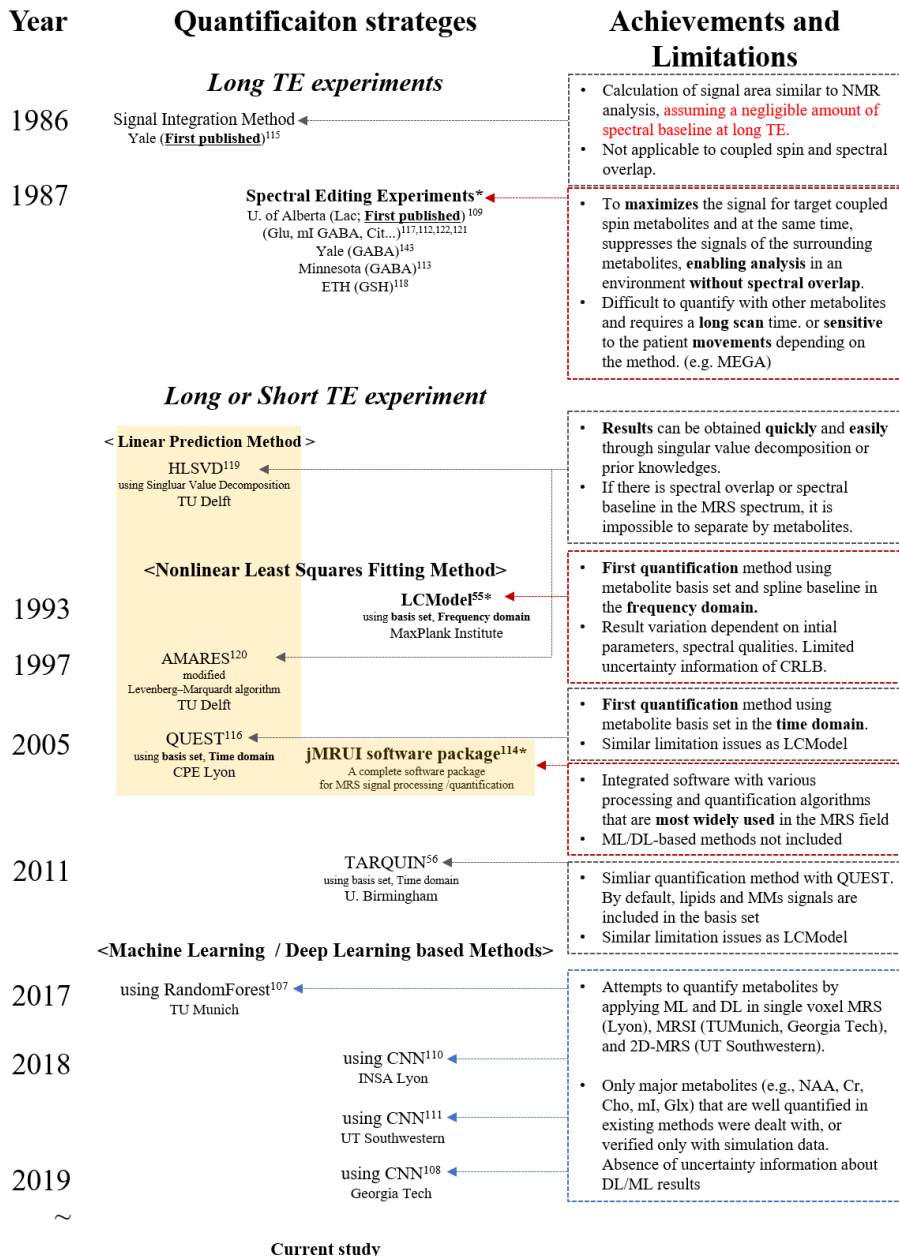 Year
Quantificaiton strateges
Achievements and
Limitations
Long TE experiments
1986
Signal Integration Method
Yale (First published)115
• Calculation of signal area similar to NMR
analysis, assuming a negligible amount of
spectral baseline at long TE.
• Not applicable to coupled spin and spectral
overlap.
1987
Spectral Editing Experiments*
U. of Alberta (Lac; First published) 109
(Glu, mI GABA, Cit...)117,112,122,121
Yale (GABA)143
Minnesota (GABA)113
ETH (GSH)118
• To maximizes the signal for target coupled
spin metabolites and at the same time,
suppresses the signals of the surrounding
metabolites, enabling analysis in an
environment without spectral overlap.
• Difficult to quantify with other metabolites
and requires a long scan time. or sensitive
to the patient movements depending on
the method. (e.g. MEGA)
Long or Short TE experiment
< Linear Prediction Method >
HLSVD119
using Singluar Value Decomposition
TU Delft
• Results can be obtained quickly and easily
through singular value decomposition or
prior knowledges.
• If there is spectral overlap or spectral
baseline in the MRS spectrum, it is
impossible to separate by metabolites.
<Nonlinear Least Squares Fitting Method>
1993
LCModel55*
using basis set, Frequency domain
MaxPlank Institute
• First quantification method using
metabolite basis set and spline baseline in
the frequency domain.
• Result variation dependent on intial
parameters, spectral qualities. Limited
uncertainty information of CRLB.
1997
AMARES120
modified
Levenberg–Marquardt algorithm
TU Delft
2005
QUEST116
using basis set, Time domain
CPE Lyon
• First quantification method using
metabolite basis set in the time domain.
• Similar limitation issues as LCModel
jMRUI software package114*
A complete software package
for MRS signal processing /quantification
• Integrated software with various
processing and quantification algorithms
that are most widely used in the MRS field
• ML/DL-based methods not included
2011
TARQUIN56
using basis set, Time domain
U. Birmingham
• Simliar quantification method with QUEST.
By default, lipids and MMs signals are
included in the basis set
• Similar limitation issues as LCModel
<Machine Learning / Deep Learning based Methods>
2017
using RandomForest107
TU Munich
2018
using CNN110
INSA Lyon
using CNN111
UT Southwestern
2019
using CNN108
Georgia Tech
~
• Attempts to quantify metabolites by
applying ML and DL in single voxel MRS
(Lyon), MRSI (TUMunich, Georgia Tech),
and 2D-MRS (UT Southwestern).
• Only major metabolites (e.g., NAA, Cr,
Cho, mI, Glx) that are well quantified in
existing methods were dealt with, or
verified only with simulation data.
Absence of uncertainty information about
DL/ML results
Current study